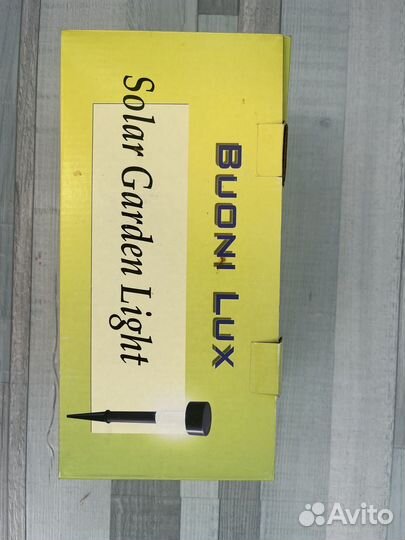 BUONI LUX
Solar Garden Light
Avito